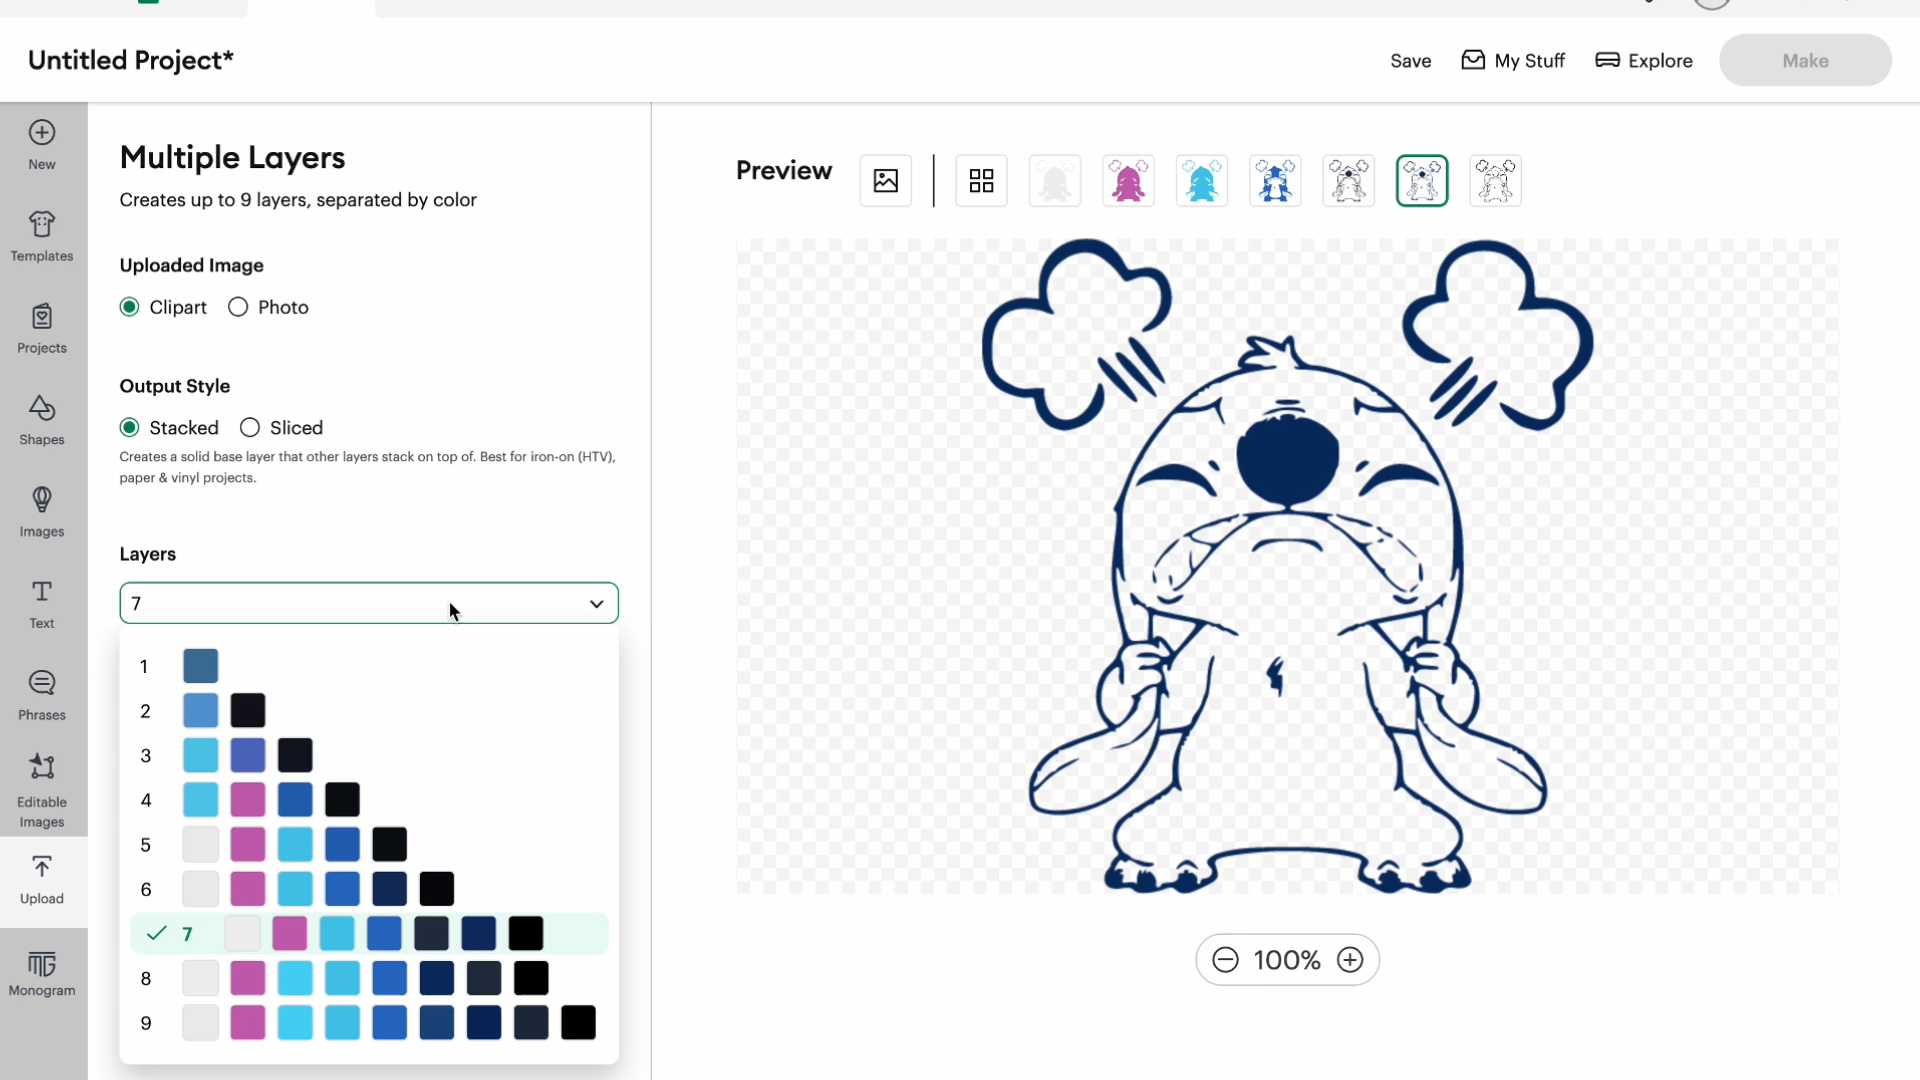 Untitled Project*
Save
My Stuff
Explore
Make
New
Templates
Projects
Shapes
Images
Text
Phrases
Editable
Images
Upload
Monogram
Multiple Layers
Creates up to 9 layers, separated by color
Uploaded Image
Clipart
Photo
Output Style
Stacked
Sliced
Creates a solid base layer that other layers stack on top of. Best for iron-on (HTV),
paper & vinyl projects.
Layers
7
1
2
3
4
5
6
7
8
9
Preview
100%